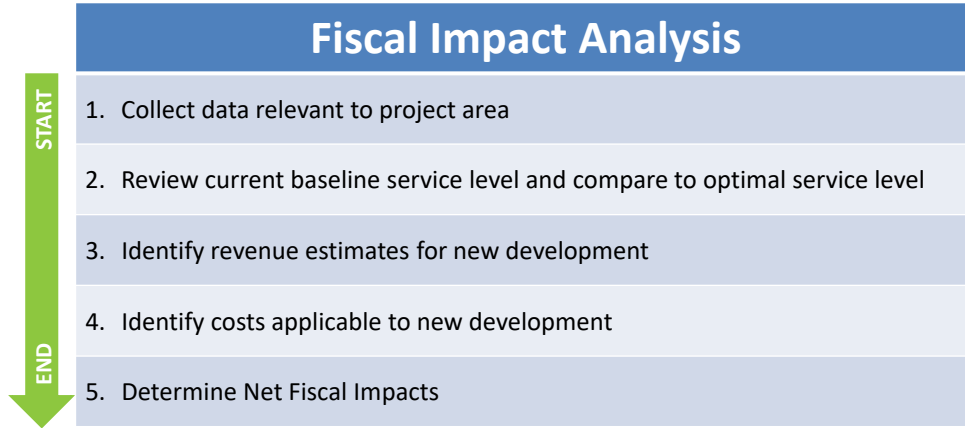 Fiscal Impact Analysis
START
1. Collect data relevant to project area
2. Review current baseline service level and compare to optimal service level
3. Identify revenue estimates for new development
4. Identify costs applicable to new development
END
5. Determine Net Fiscal Impacts